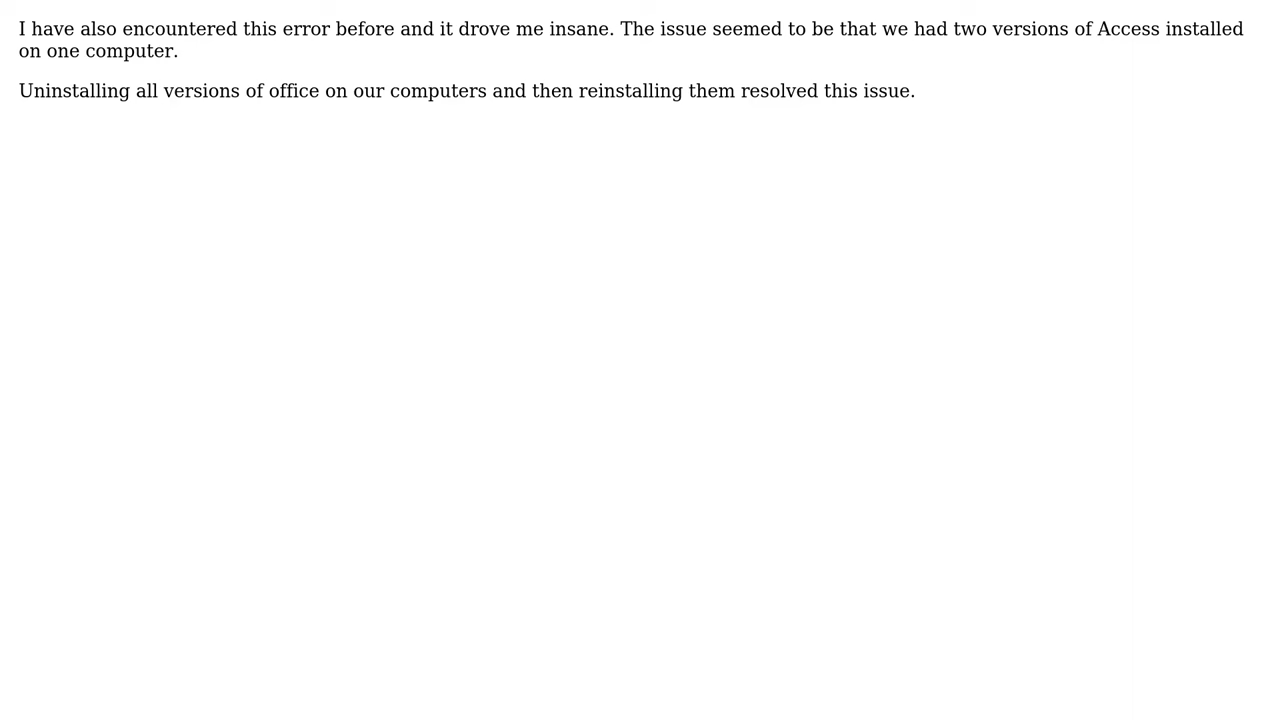 I have also encountered this error before and it drove me insane. The issue seemed to be that we had two versions of Access installed
on one computer.
Uninstalling all versions of office on our computers and then reinstalling them resolved this issue.